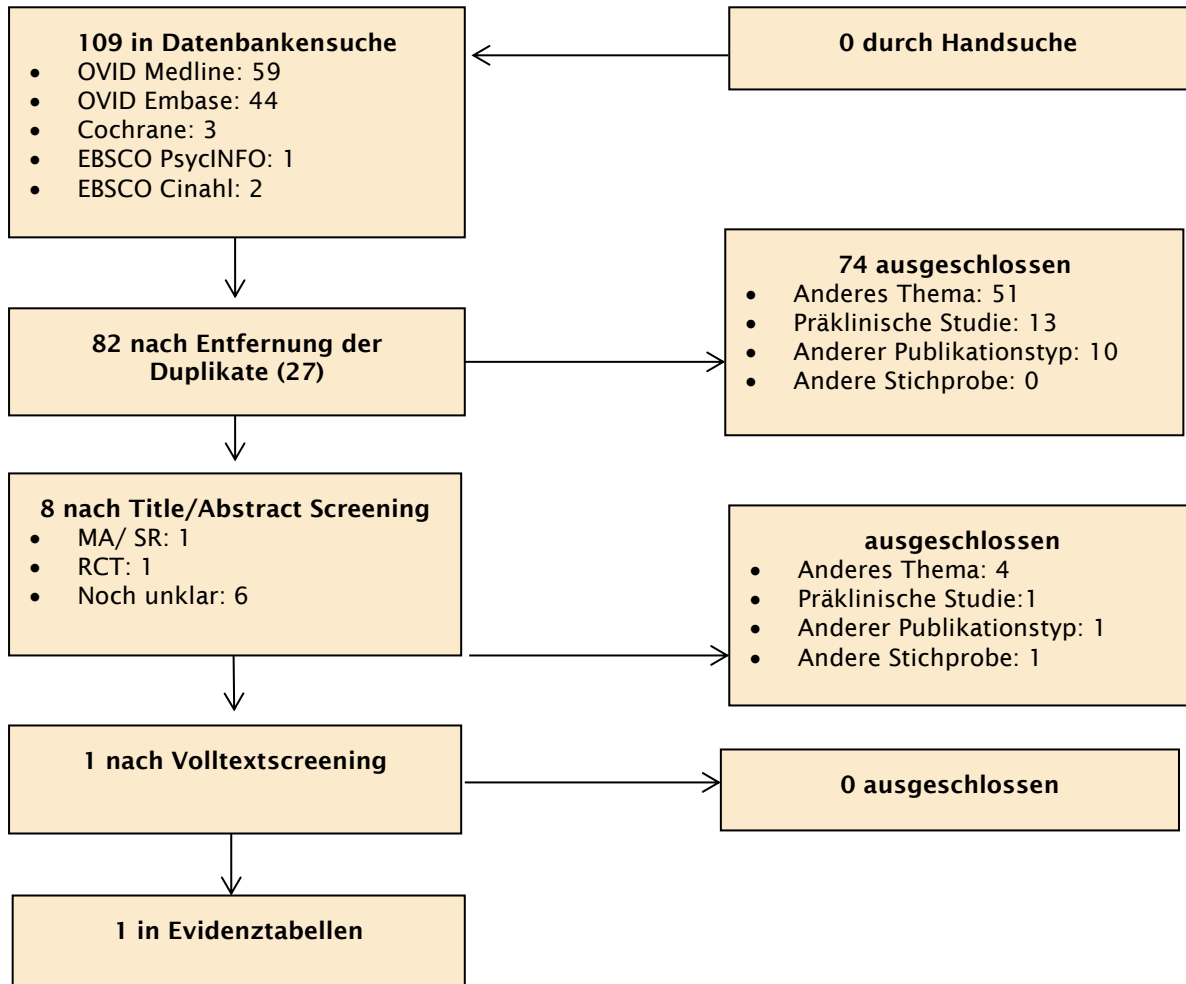 109 in Datenbankensuche
• OVID Medline: 59
• OVID Embase: 44
• Cochrane: 3
• EBSCO PsycINFO: 1
• EBSCO Cinahl: 2
0 durch Handsuche
82 nach Entfernung der
Duplikate (27)
74 ausgeschlossen
• Anderes Thema: 51
• Präklinische Studie: 13
• Anderer Publikationstyp: 10
• Andere Stichprobe: 0
8 nach Title/Abstract Screening
• MA/ SR: 1
• RCT: 1
• Noch unklar: 6
ausgeschlossen
• Anderes Thema: 4
• Präklinische Studie:1
• Anderer Publikationstyp: 1
• Andere Stichprobe: 1
1 nach Volltextscreening
0 ausgeschlossen
1 in Evidenztabellen